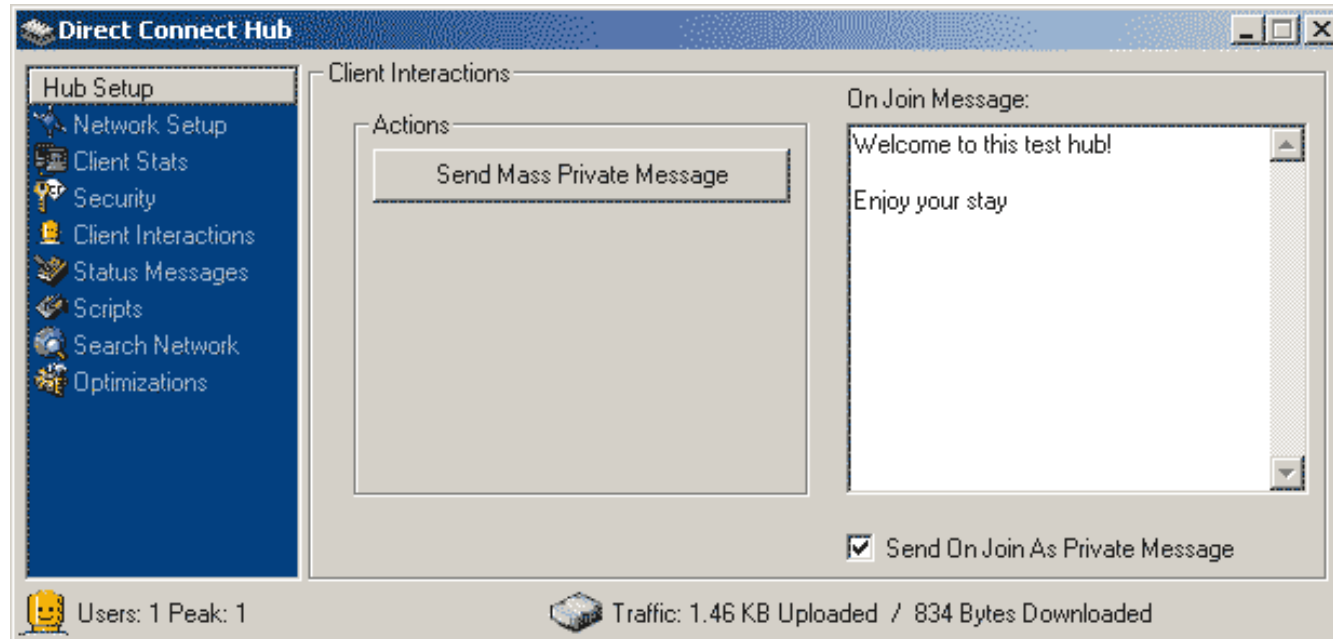 Direct Connect Hub
Hub Setup
Network Setup
Client Stats
Security
Client Interactions
Status Messages
Scripts
Search Network
Optimizations
Client Interactions
Actions
Send Mass Private Message
On Join Message:
Welcome to this test hub!
Enjoy your stay
Send On Join As Private Message
Users: 1 Peak: 1
Traffic: 1.46 KB Uploaded / 834 Bytes Downloaded